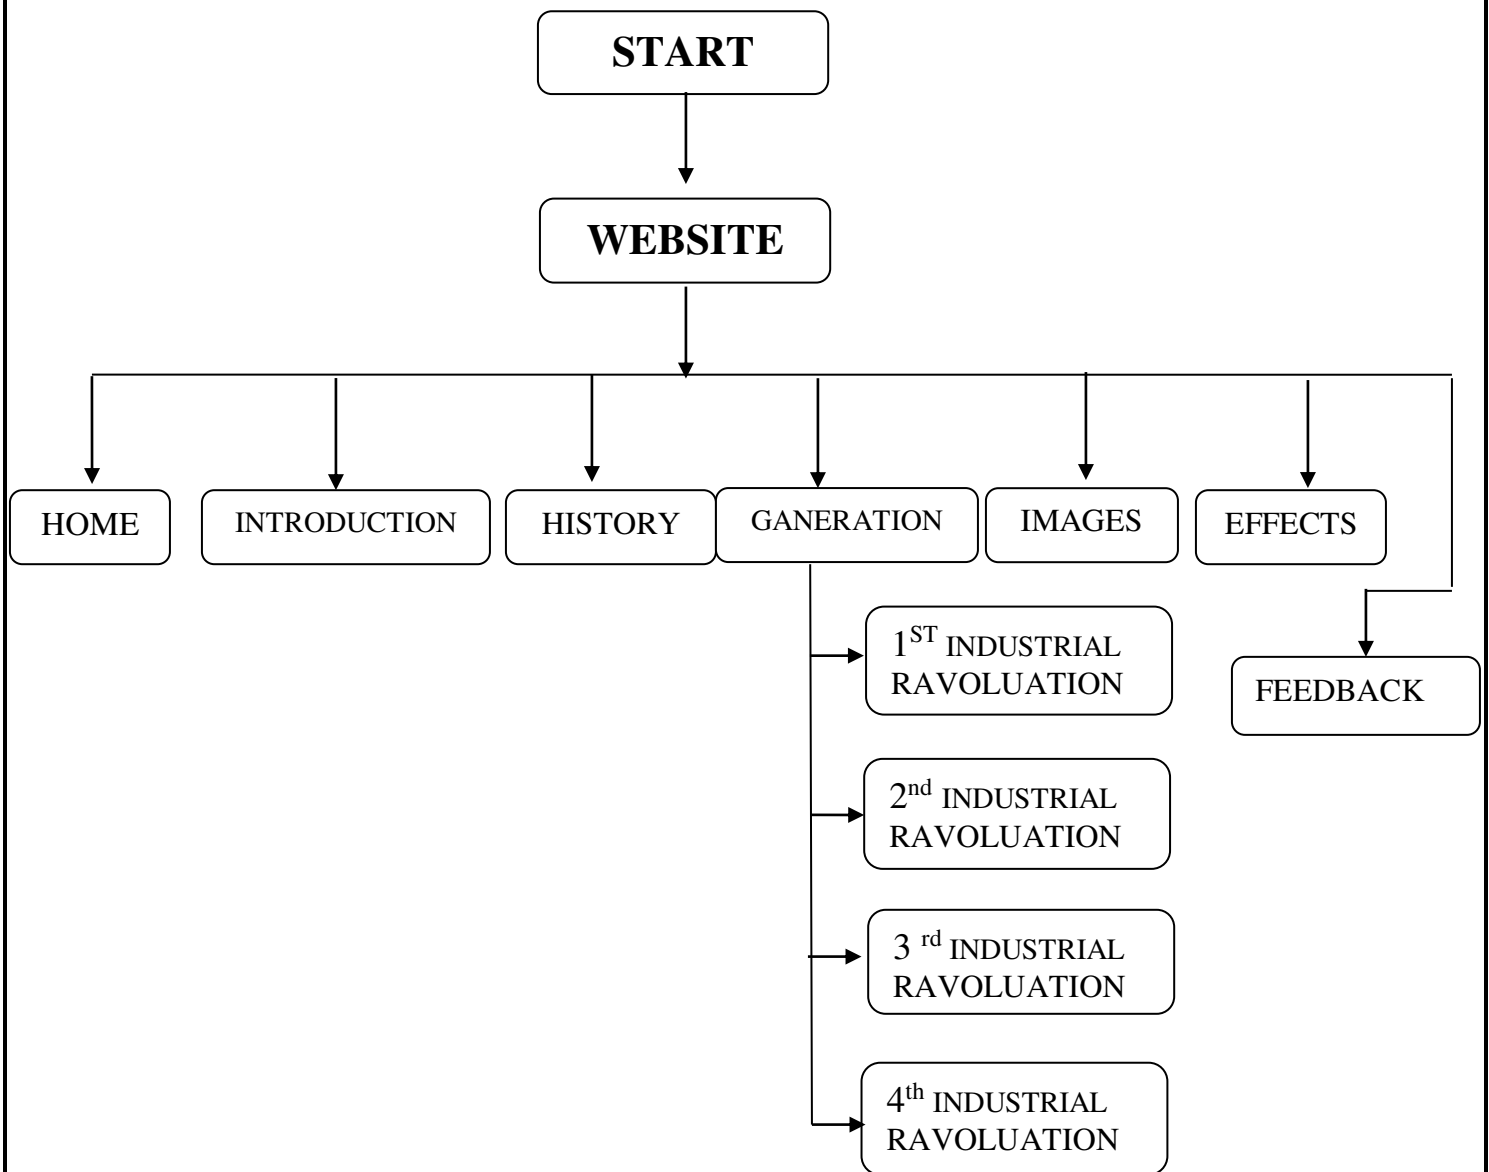 START
WEBSITE
HOME
INTRODUCTION
HISTORY
GANERATION
IMAGES
EFFECTS
1ST INDUSTRIAL
RAVOLUATION
FEEDBACK
2nd INDUSTRIAL
RAVOLUATION
3 rd INDUSTRIAL
RAVOLUATION
4th INDUSTRIAL
RAVOLUATION